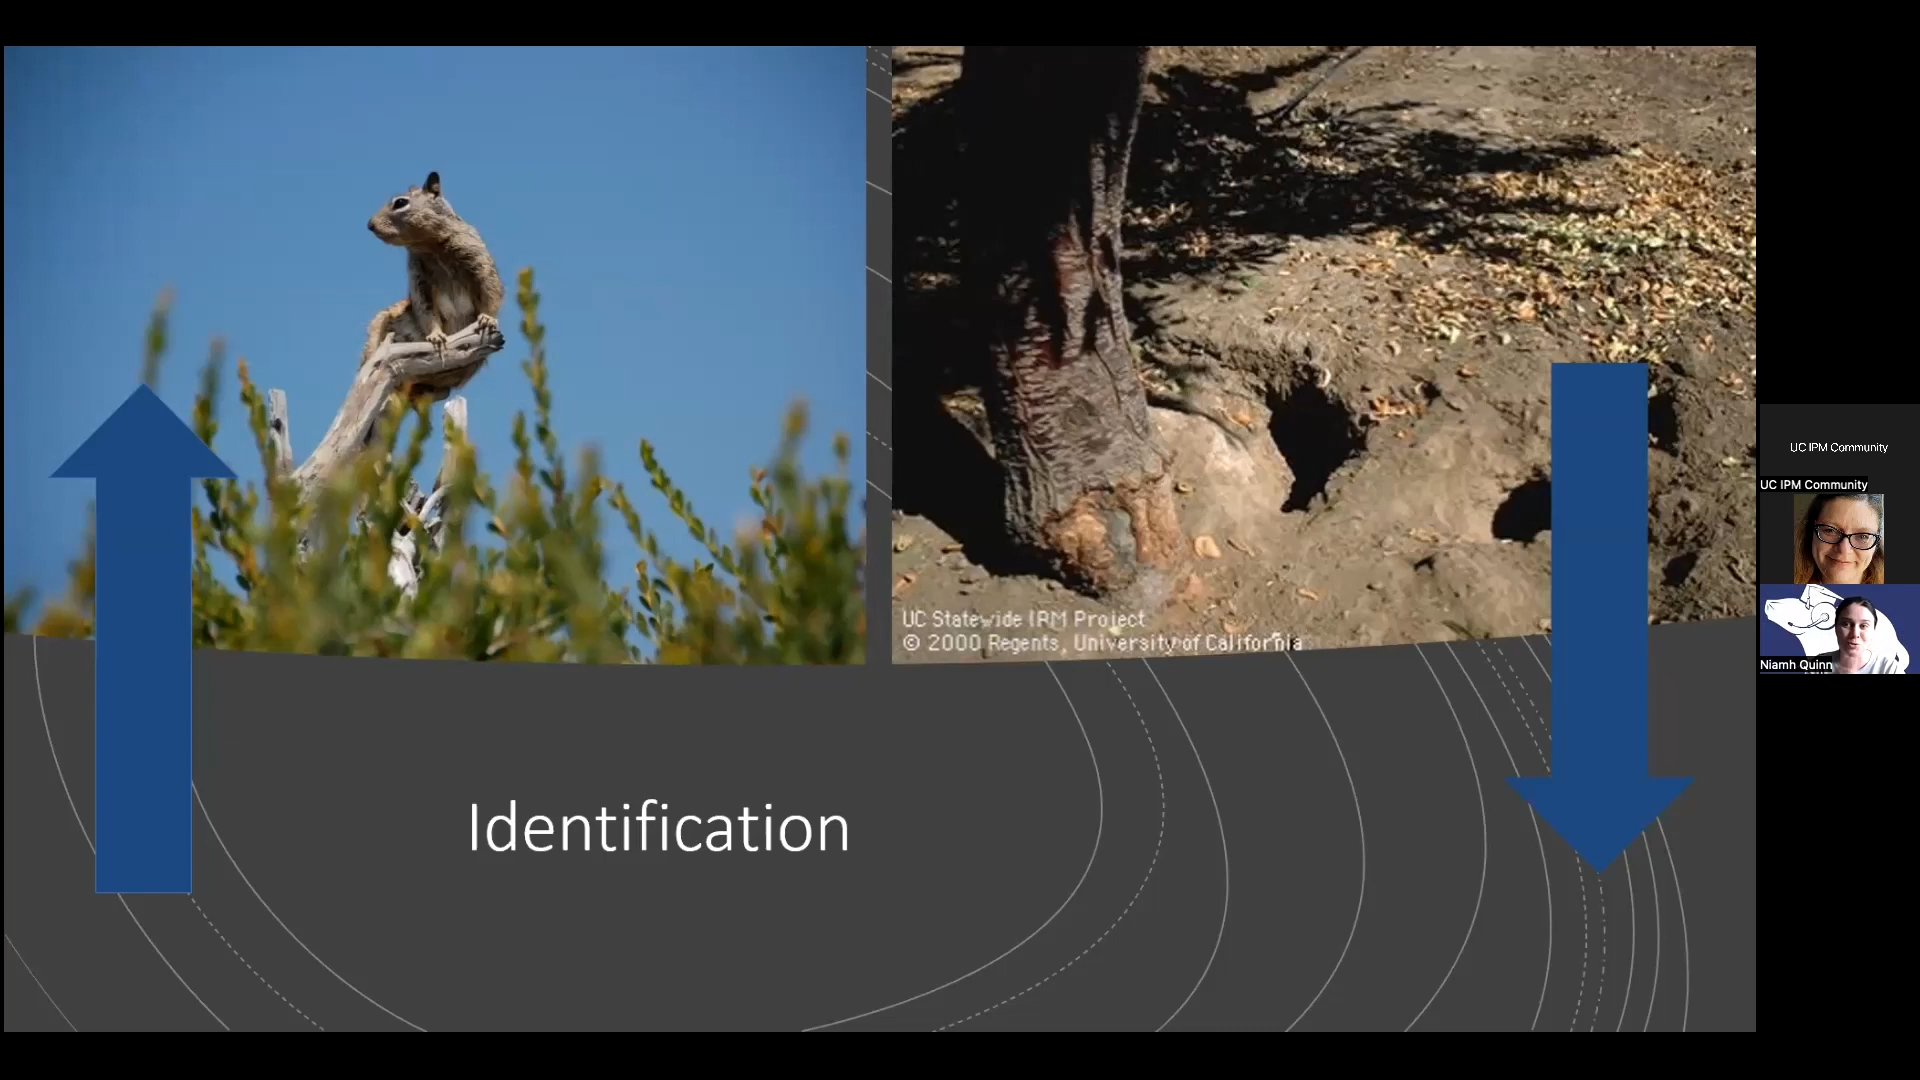 UC Statewide IPM Project
© 2000 Regents, University of California
Identification
UC IPM Community
UC IPM Community
Niamh Quinn